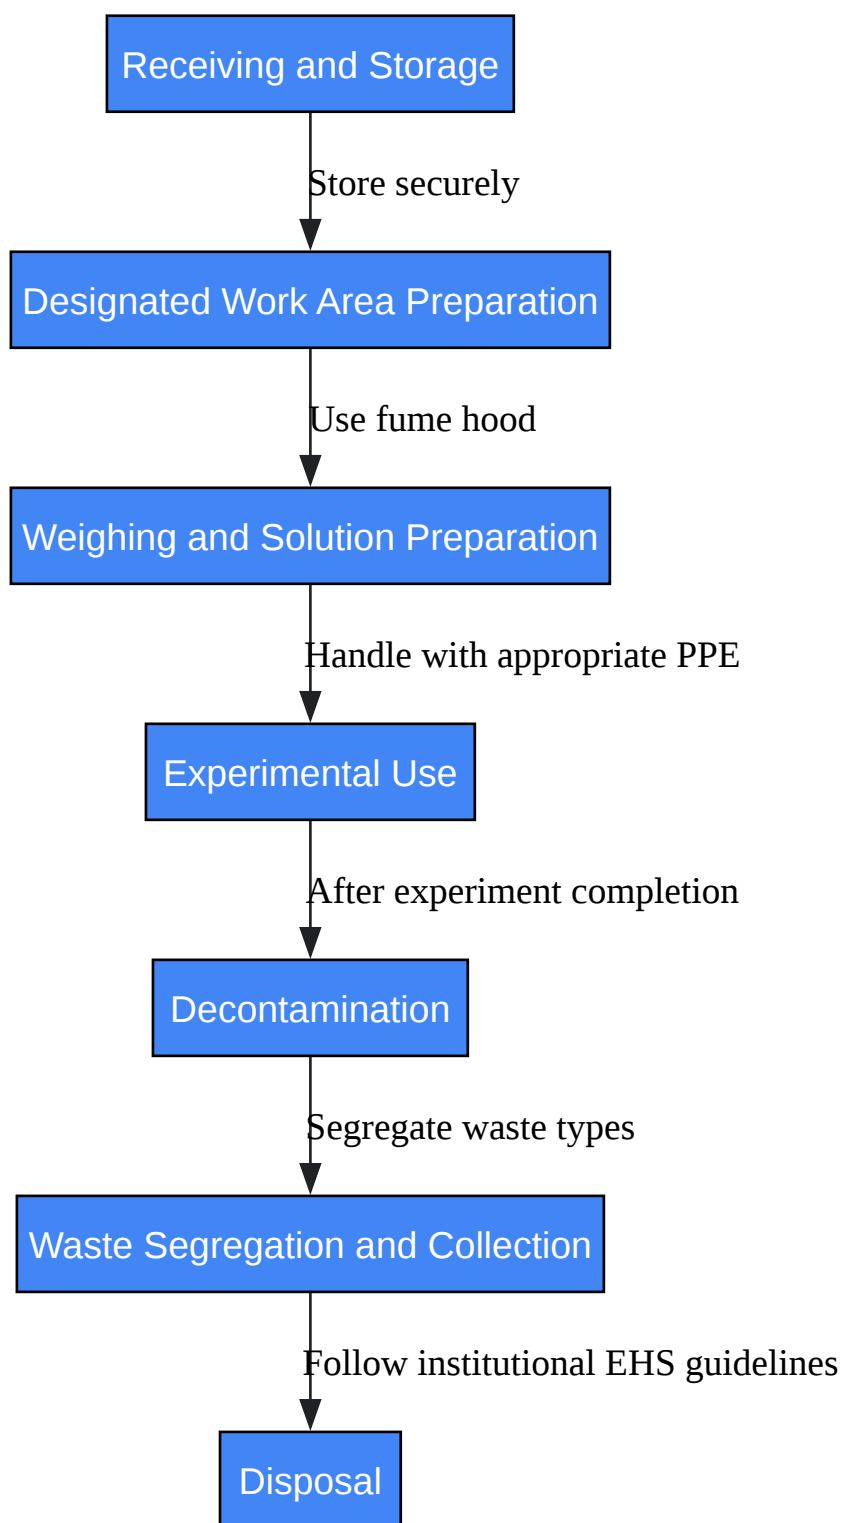 Receiving and Storage
Store securely
Designated Work Area Preparation
Use fume hood
Weighing and Solution Preparation
Handle with appropriate PPE
Experimental Use
After experiment completion
Decontamination
Segregate waste types
Waste Segregation and Collection
Follow institutional EHS guidelines
Disposal